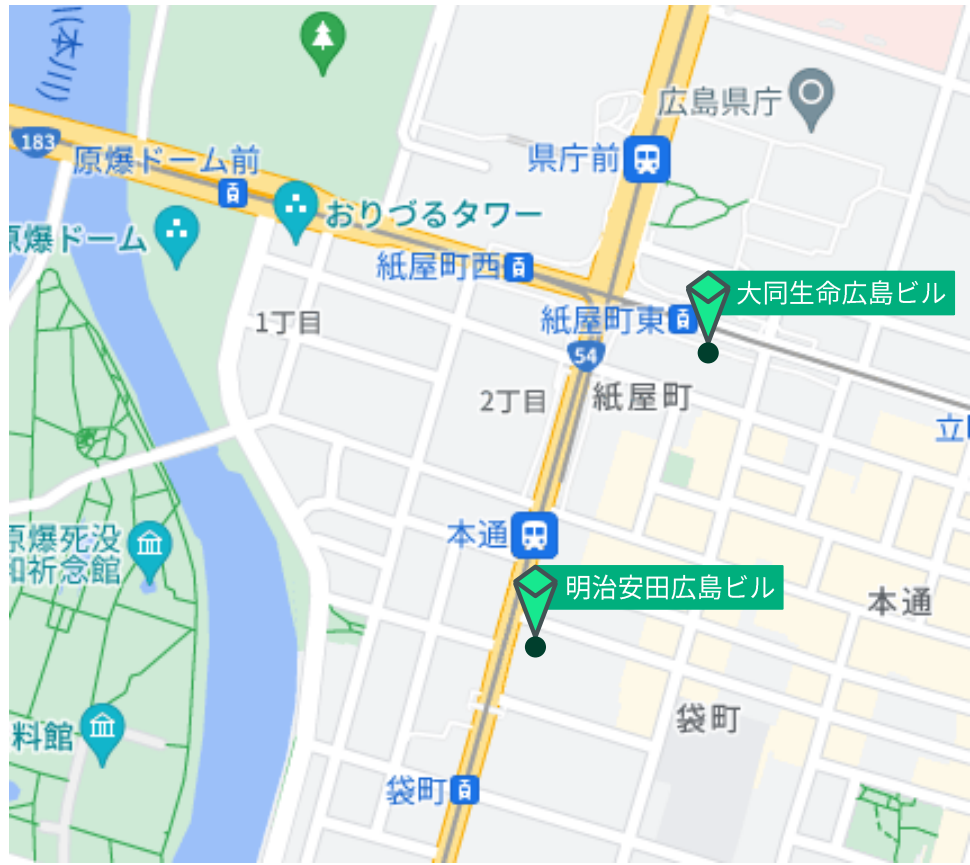 (本川)
183
原爆ドーム前
広島県庁
県庁前
おりづるタワー
原爆ドーム
紙屋町西
大同生命広島ビル
1丁目
紙屋町東
54
2丁目
紙屋町
立
本通
原爆死没
和祈念館
明治安田広島ビル
本通
袋町
料館
袋町